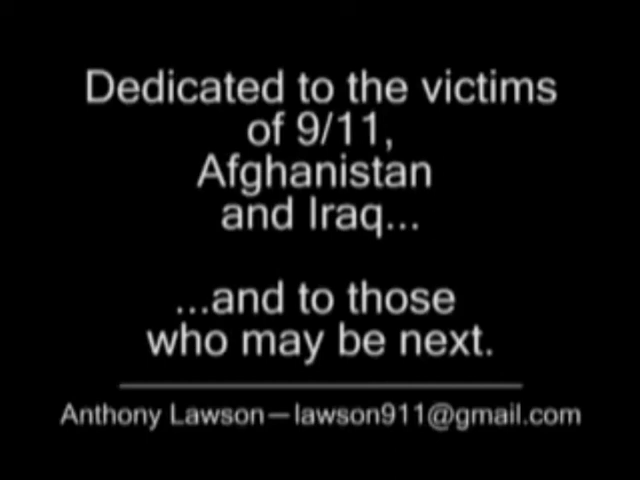 Dedicated to the victims
of 9/11,
Afghanistan
and Iraq...
...and to those
who may be next.
Anthony Lawson—lawson911@gmail.com